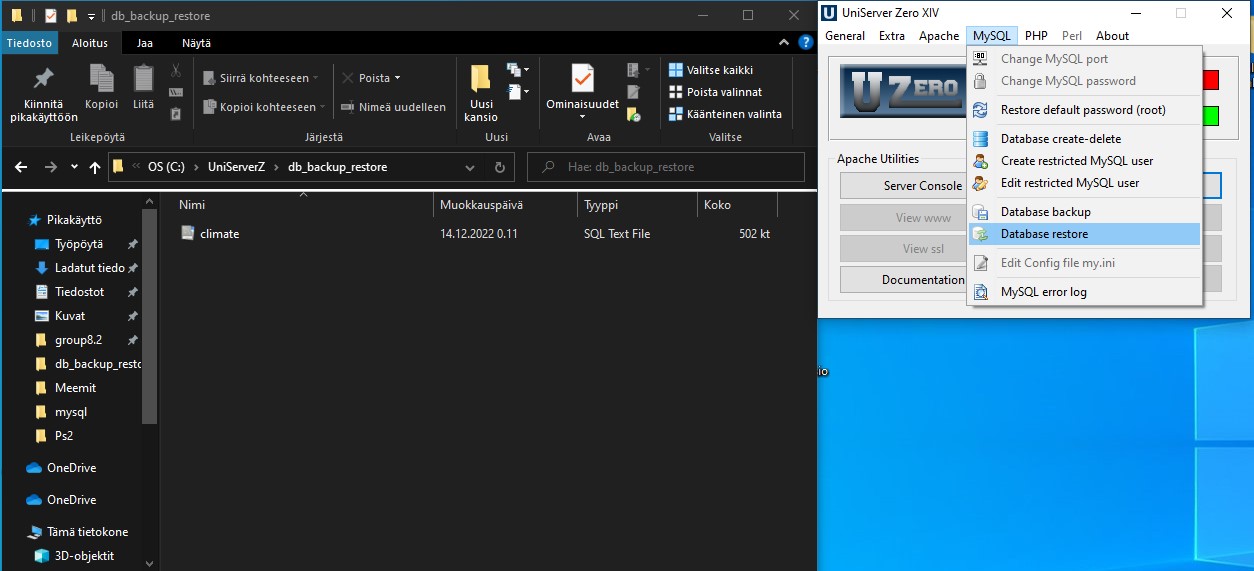 db_backup_restore
Tiedosto Aloitus Jaa Näytä
Kiinnitä pikakäyttöön
Kopioi
Liitä
Leikepöytä
Siirrä kohteeseen
Kopioi kohteeseen
Poista
Nimeä uudelleen
Järjestä
Uusi kansio
Uusi
Ominaisuudet
Avaa
Valitse kaikki
Poista valinnat
Käänteinen valinta
Valitse
OS (C:) UniServerZ db_backup_restore
Hae: db_backup_restore
Nimi Muokkauspäivä Tyyppi Koko
climate 14.12.2022 0.11 SQL Text File 502 kt
Pikakäyttö
Työpöytä
Ladatut tiedo
Tiedostot
Kuvat
group8.2
db_backup_resto
Meemit
mysql
Ps2
OneDrive
OneDrive
Tämä tietokone
3D-objektit
UniServer Zero XIV
General Extra Apache MySQL PHP Perl About
U ZERO
Apache Utilities
Server Console
View www
View ssl
Documentation
Change MySQL port
Change MySQL password
Restore default password (root)
Database create-delete
Create restricted MySQL user
Edit restricted MySQL user
Database backup
Database restore
Edit Config file my.ini
MySQL error log
io